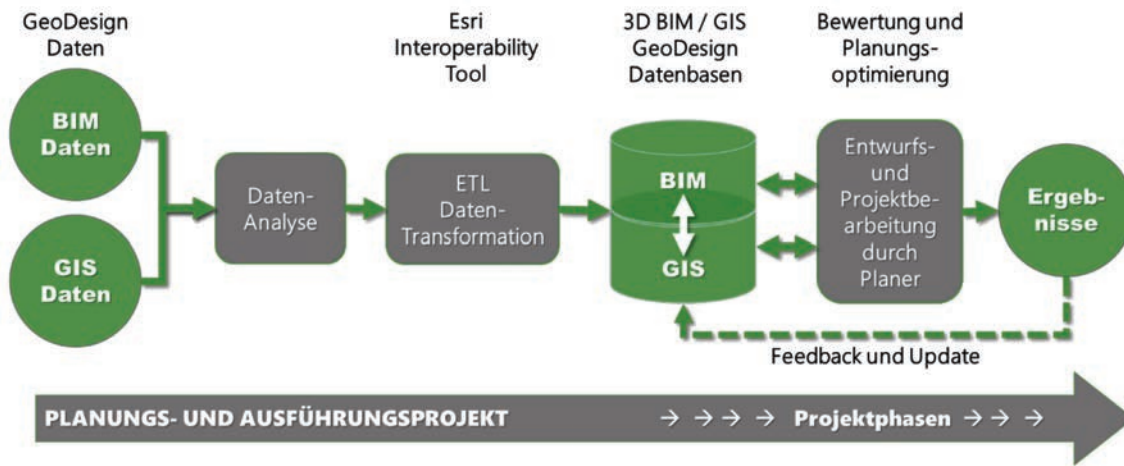 GeoDesign
Daten
Esri
Interoperability
Tool
3D BIM / GIS
GeoDesign
Datenbasen
Bewertung und
Planungs-
optimierung
BIM
Daten
GIS
Daten
Daten-
Analyse
ETL
Daten-
Transformation
BIM
GIS
Entwurfs-
und
Projektbe-
arbeitung
durch
Planer
Ergeb-
nisse
Feedback und Update
PLANUNGS- UND AUSFÜHRUNGSPROJEKT → → → → Projektphasen → → →